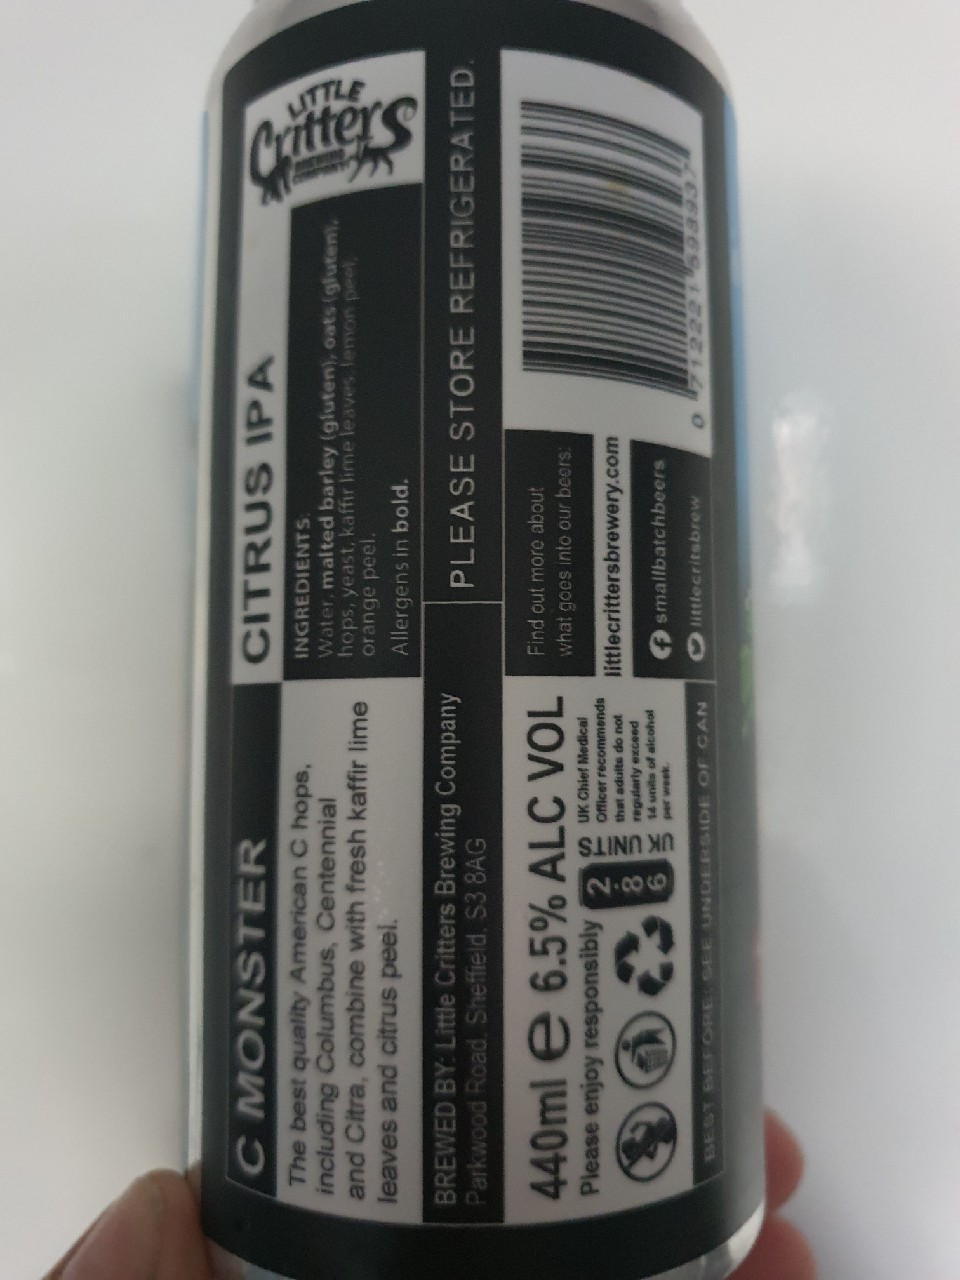 LITTLE
Critters
BREWING
COMPANY
C MONSTER
CITRUS IPA
The best quality American C hops,
including Columbus, Centennial
and Citra, combine with fresh kaffir lime
leaves and citrus peel.
INGREDIENTS:
Water, malted barley (gluten), oats (gluten),
hops, yeast, kaffir lime leaves, lemon peel,
orange peel.
Allergens in bold.
BREWED BY: Little Critters Brewing Company
Parkwood Road, Sheffield, S3 8AG
PLEASE STORE REFRIGERATED.
440ml e 6.5% ALC VOL
Please enjoy responsibly
2.86
UK UNITS
UK Chief Medical
Officer recommends
that adults do not
regularly exceed
14 units of alcohol
per week.
Find out more about
what goes into our beers:
littlecrittersbrewery.com
smallbatchbeers
littlecritsbrew
BEST BEFORE: SEE UNDERSIDE OF CAN